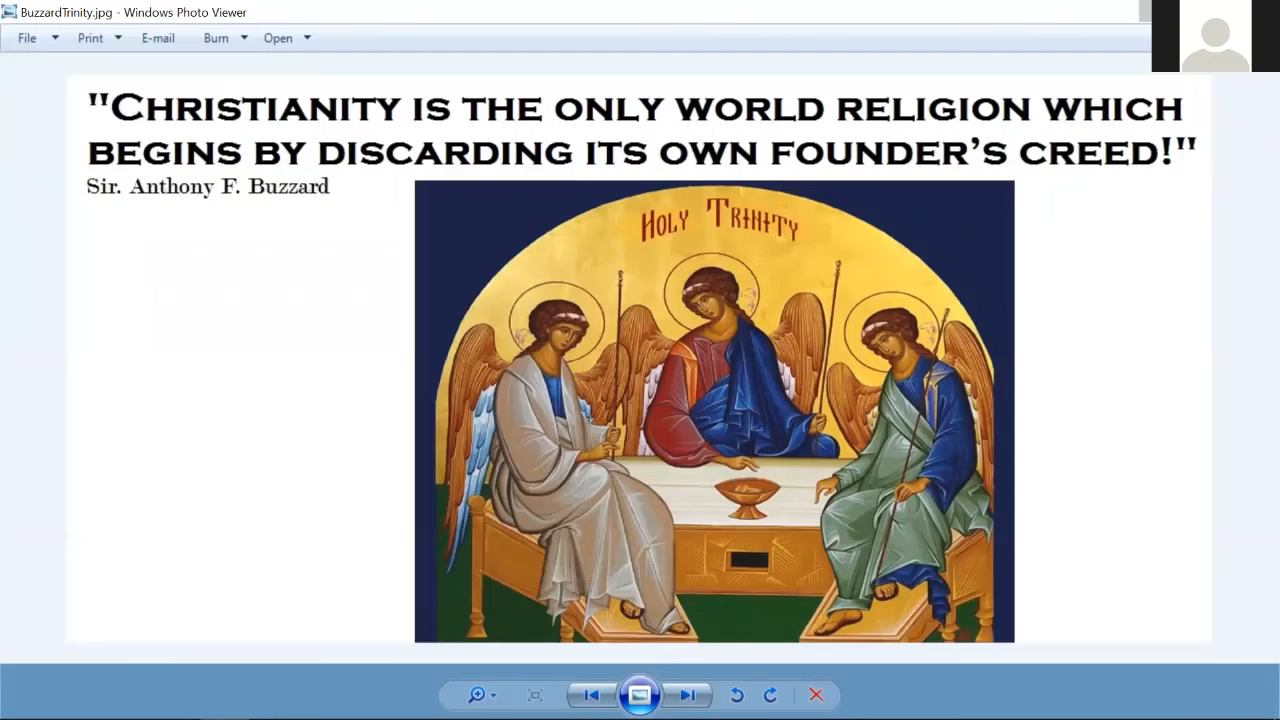 BuzzardTrinity.jpg - Windows Photo Viewer
File Print E-mail Burn Open
"CHRISTIANITY IS THE ONLY WORLD RELIGION WHICH
BEGINS BY DISCARDING ITS OWN FOUNDER’S CREED!"
Sir. Anthony F. Buzzard
HOLY TRINITY